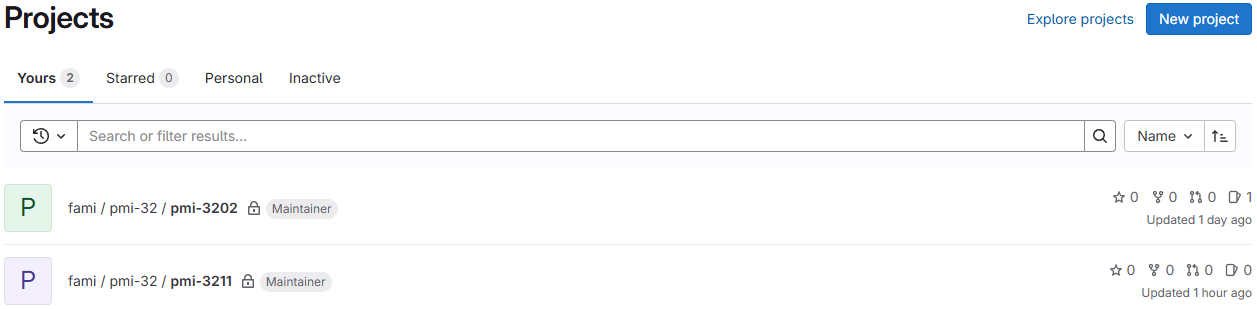 Projects
Explore projects New project
Yours 2 Starred 0 Personal Inactive
Search or filter results... Name
P fami / pmi-32 / pmi-3202 Maintainer 0 0 0 1
Updated 1 day ago
P fami / pmi-32 / pmi-3211 Maintainer 0 0 0 0
Updated 1 hour ago